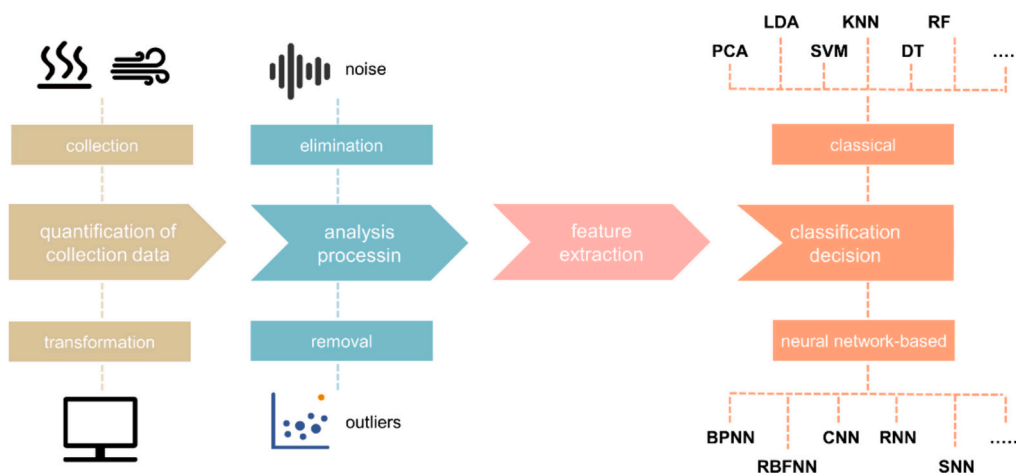 LDA KNN RF
PCA SVM DT ....
noise
collection
elimination
classical
quantification of
collection data
analysis
processin
feature
extraction
classification
decision
transformation
removal
neural network-based
outliers
BPNN CNN RNN .....
RBFNN SNN